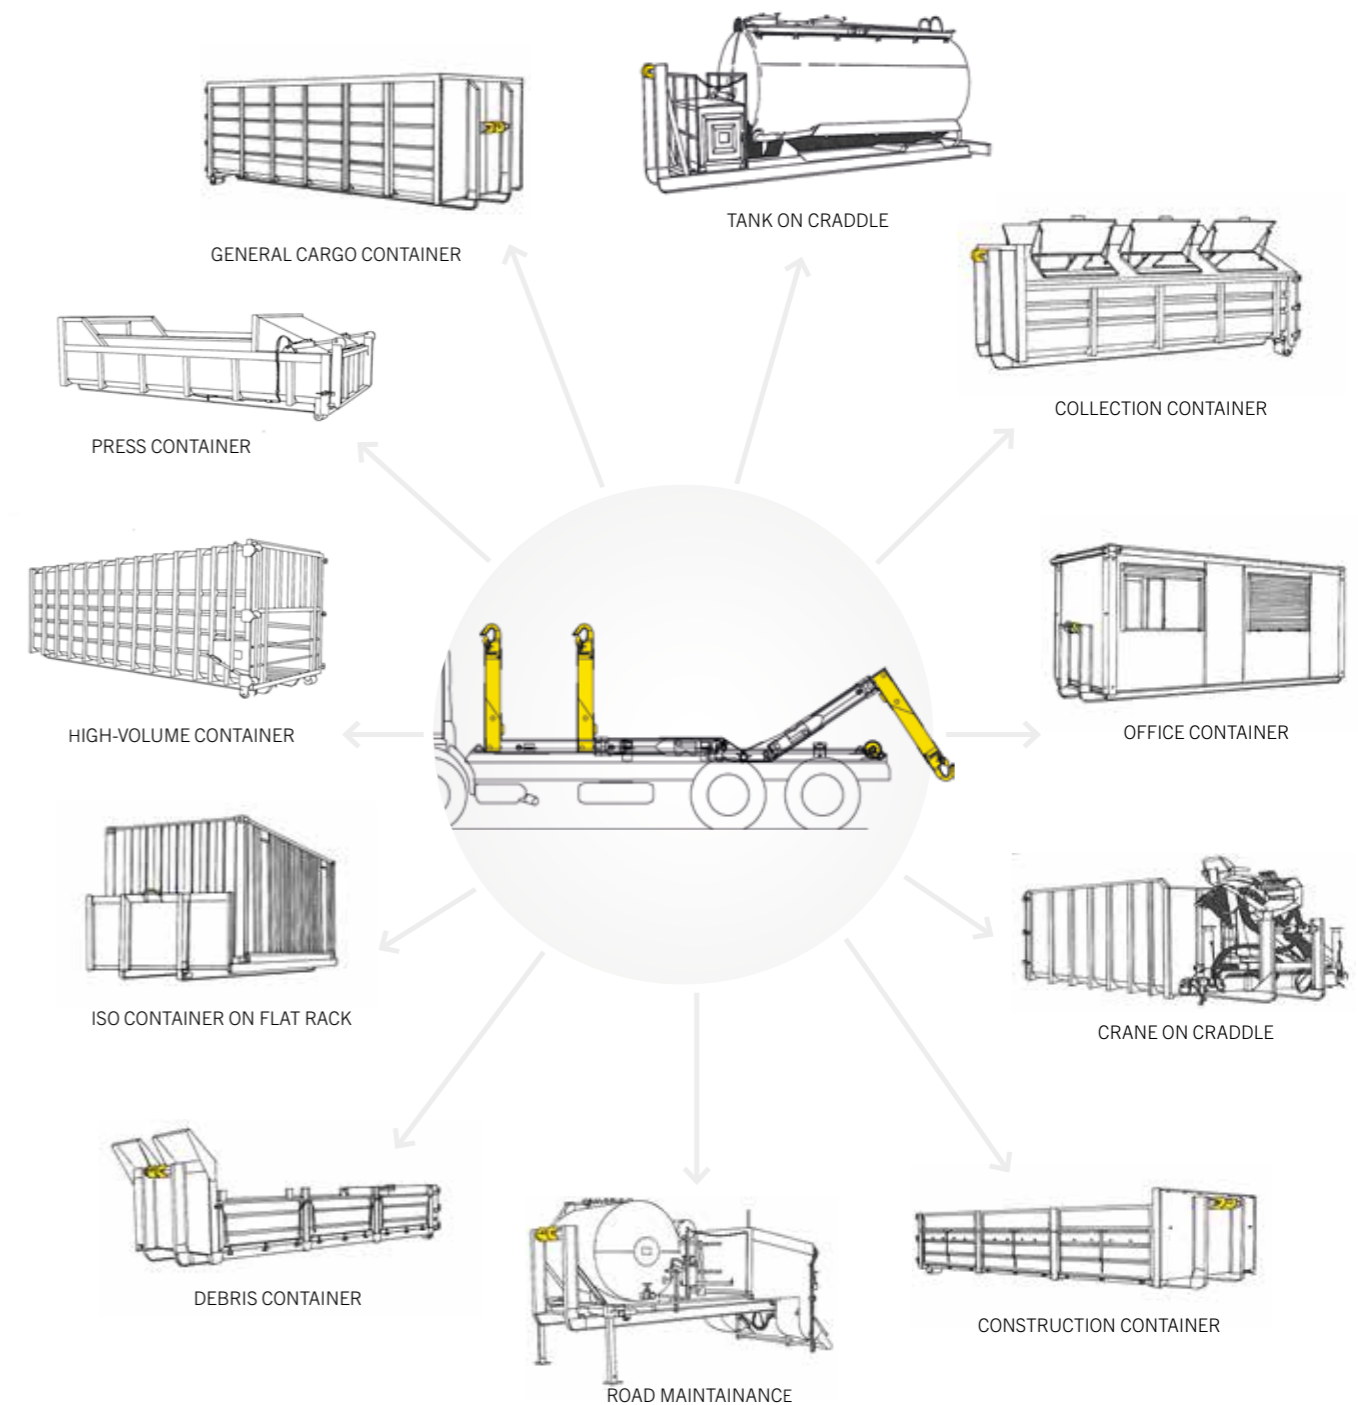 TANK ON CRADDLE
GENERAL CARGO CONTAINER
COLLECTION CONTAINER
PRESS CONTAINER
OFFICE CONTAINER
HIGH-VOLUME CONTAINER
ISO CONTAINER ON FLAT RACK
CRANE ON CRADDLE
DEBRIS CONTAINER
CONSTRUCTION CONTAINER
ROAD MAINTAINANCE